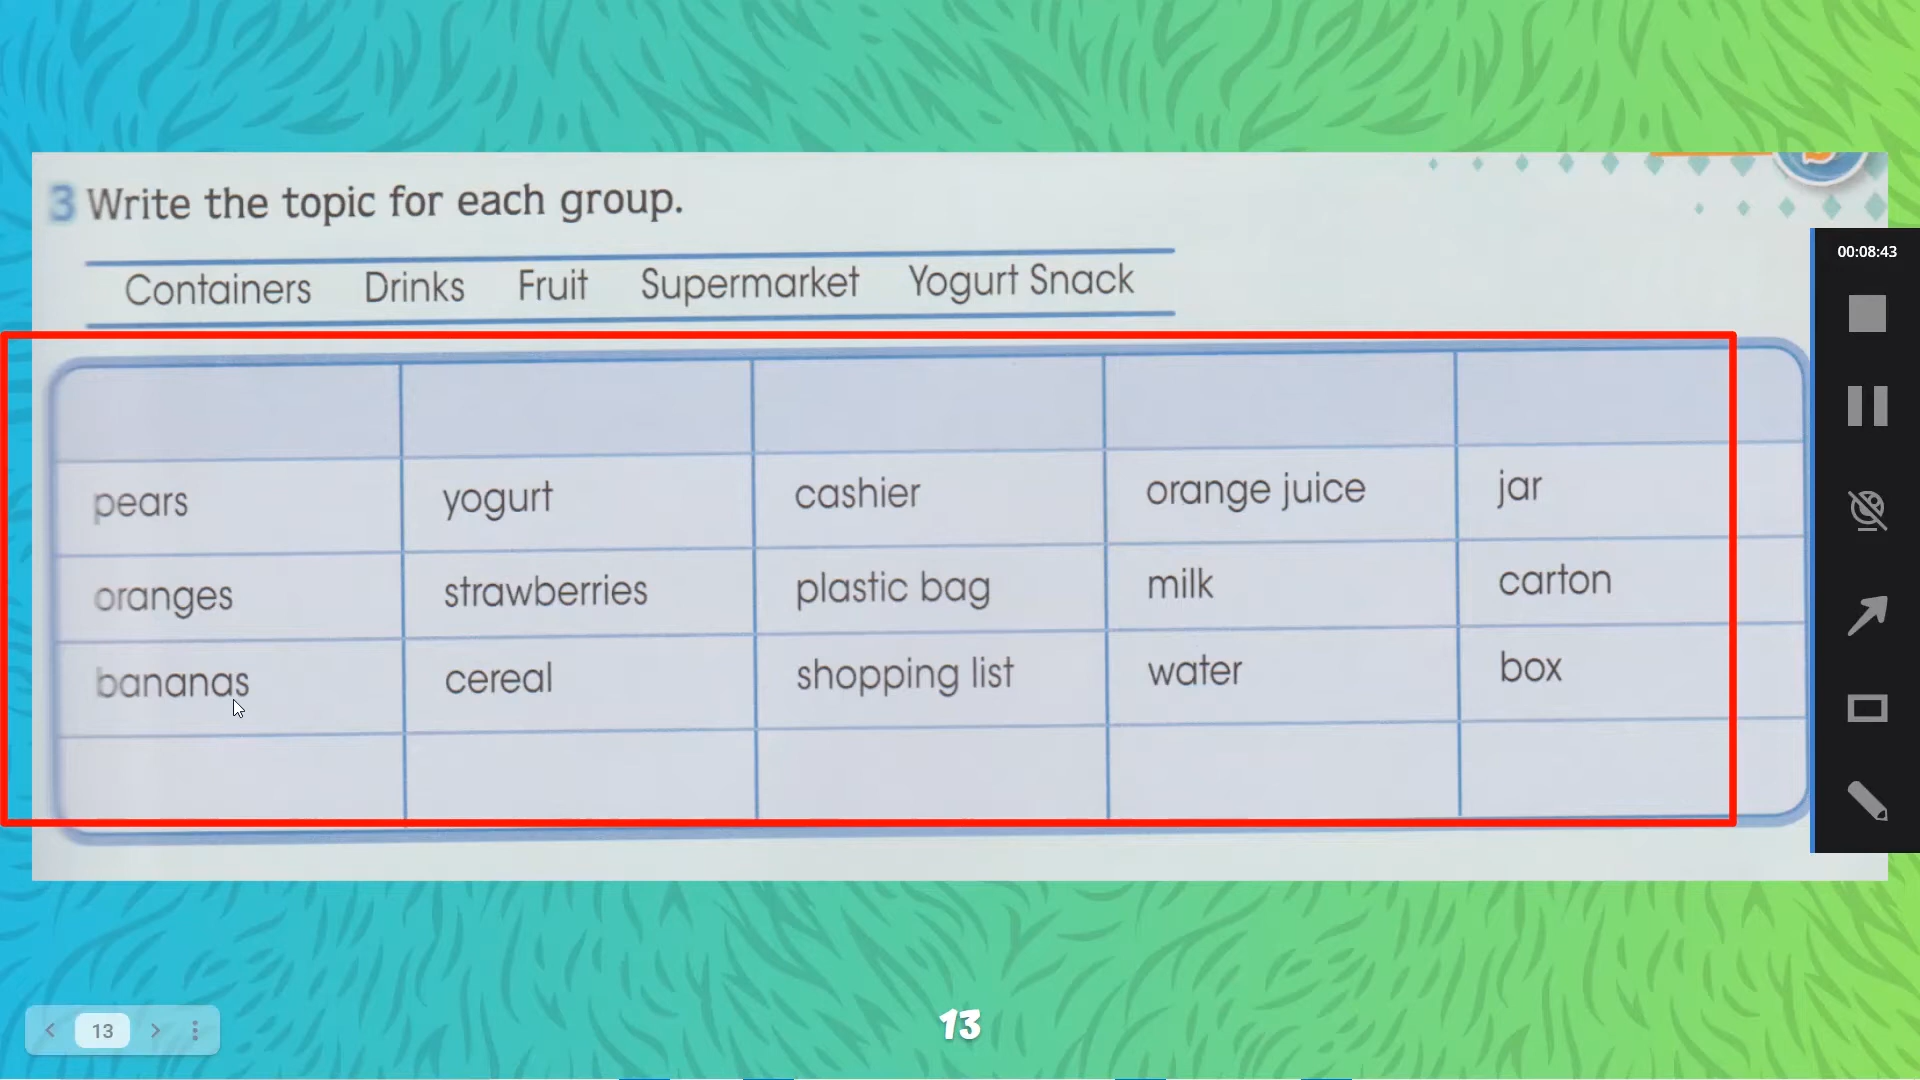 3 Write the topic for each group.
Containers Drinks Fruit Supermarket Yogurt Snack
00:08:43
pears yogurt cashier orange juice jar
oranges strawberries plastic bag milk carton
bananas cereal shopping list water box
13
13